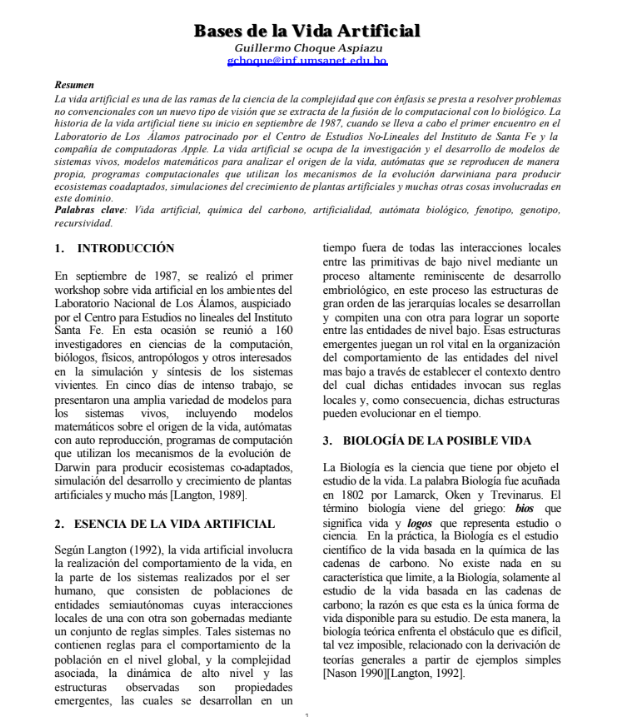 Bases de la Vida Artificial
Guillermo Choque Aspiazu
gchoque@inf.umsanet.edu.bo
Resumen
La vida artificial es una de las ramas de la ciencia de la complejidad que con énfasis se presta a resolver problemas
no convencionales con un nuevo tipo de visión que se extracta de la fusión de lo computacional con lo biológico. La
historia de la vida artificial tiene su inicio en septiembre de 1987, cuando se lleva a cabo el primer encuentro en el
Laboratorio de Los Álamos patrocinado por el Centro de Estudios No-Lineales del Instituto de Santa Fe y la
compañía de computadoras Apple. La vida artificial se ocupa de la investigación y el desarrollo de modelos de
sistemas vivos, modelos matemáticos para analizar el origen de la vida, autómatas que se reproducen de manera
propia, programas computacionales que utilizan los mecanismos de la evolución darwiniana para producir
ecosistemas coadaptados, simulaciones del crecimiento de plantas artificiales y muchas otras cosas involucradas en
este dominio.
Palabras clave: Vida artificial, química del carbono, artificialidad, autómata biológico, fenotipo, genotipo,
recursividad.
1. INTRODUCCIÓN
En septiembre de 1987, se realizó el primer
workshop sobre vida artificial en los ambientes del
Laboratorio Nacional de Los Álamos, auspiciado
por el Centro para Estudios no lineales del Instituto
Santa Fe. En esta ocasión se reunió a 160
investigadores en ciencias de la computación,
biólogos, físicos, antropólogos y otros interesados
en la simulación y síntesis de los sistemas
vivientes. En cinco días de intenso trabajo, se
presentaron una amplia variedad de modelos para
los sistemas vivos, incluyendo modelos
matemáticos sobre el origen de la vida, autómatas
con auto reproducción, programas de computación
que utilizan los mecanismos de la evolución de
Darwin para producir ecosistemas co-adaptados,
simulación del desarrollo y crecimiento de plantas
artificiales y mucho más [Langton, 1989].
2. ESENCIA DE LA VIDA ARTIFICIAL
Según Langton (1992), la vida artificial involucra
la realización del comportamiento de la vida, en
la parte de los sistemas realizados por el ser
humano, que consisten de poblaciones de
entidades semiautónomas cuyas interacciones
locales de una con otra son gobernadas mediante
un conjunto de reglas simples. Tales sistemas no
contienen reglas para el comportamiento de la
población en el nivel global, y la complejidad
asociada, la dinámica de alto nivel y las
estructuras observadas son propiedades
emergentes, las cuales se desarrollan en un
tiempo fuera de todas las interacciones locales
entre las primitivas de bajo nivel mediante un
proceso altamente reminiscente de desarrollo
embriológico, en este proceso las estructuras de
gran orden de las jerarquías locales se desarrollan
y compiten una con otra para lograr un soporte
entre las entidades de nivel bajo. Esas estructuras
emergentes juegan un rol vital en la organización
del comportamiento de las entidades del nivel
mas bajo a través de establecer el contexto dentro
del cual dichas entidades invocan sus reglas
locales y, como consecuencia, dichas estructuras
pueden evolucionar en el tiempo.
3. BIOLOGÍA DE LA POSIBLE VIDA
La Biología es la ciencia que tiene por objeto el
estudio de la vida. La palabra Biología fue acuñada
en 1802 por Lamarck, Oken y Trevinarus. El
término biología viene del griego: bios que
significa vida y logos que representa estudio o
ciencia. En la práctica, la Biología es el estudio
científico de la vida basada en la química de las
cadenas de carbono. No existe nada en su
característica que limite, a la Biología, solamente al
estudio de la vida basada en las cadenas de
carbono; la razón es que esta es la única forma de
vida disponible para su estudio. De esta manera, la
biología teórica enfrenta el obstáculo que es difícil,
tal vez imposible, relacionado con la derivación de
teorías generales a partir de ejemplos simples
[Nason 1990][Langton, 1992].